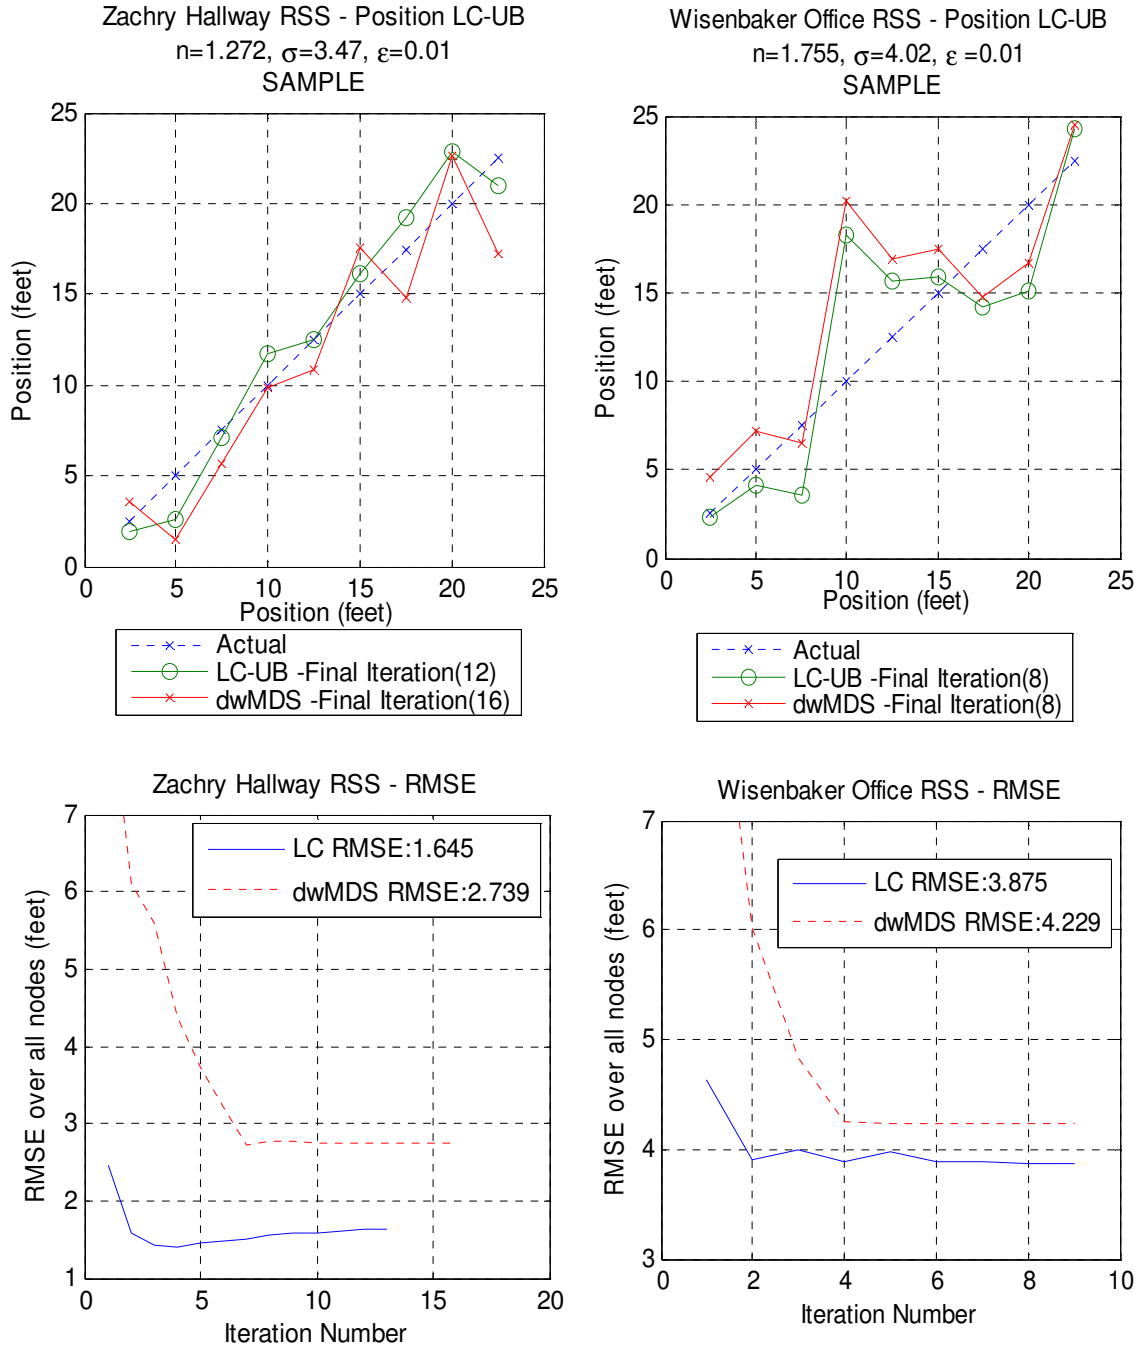 Zachry Hallway RSS - Position LC-UB
n=1.272, σ=3.47, ε=0.01
SAMPLE
25
20
15
10
5
0
Position (feet)
0 5 10 15 20 25
Position (feet)
Actual
LC-UB -Final Iteration(12)
dwMDS -Final Iteration(16)
Wisenbaker Office RSS - Position LC-UB
n=1.755, σ=4.02, ε =0.01
SAMPLE
25
20
15
10
5
0
Position (feet)
0 5 10 15 20 25
Position (feet)
Actual
LC-UB -Final Iteration(8)
dwMDS -Final Iteration(8)
Zachry Hallway RSS - RMSE
7
6
5
4
3
2
1
RMSE over all nodes (feet)
LC RMSE:1.645
dwMDS RMSE:2.739
0 5 10 15 20
Iteration Number
Wisenbaker Office RSS - RMSE
7
6
5
4
3
RMSE over all nodes (feet)
LC RMSE:3.875
dwMDS RMSE:4.229
0 2 4 6 8 10
Iteration Number